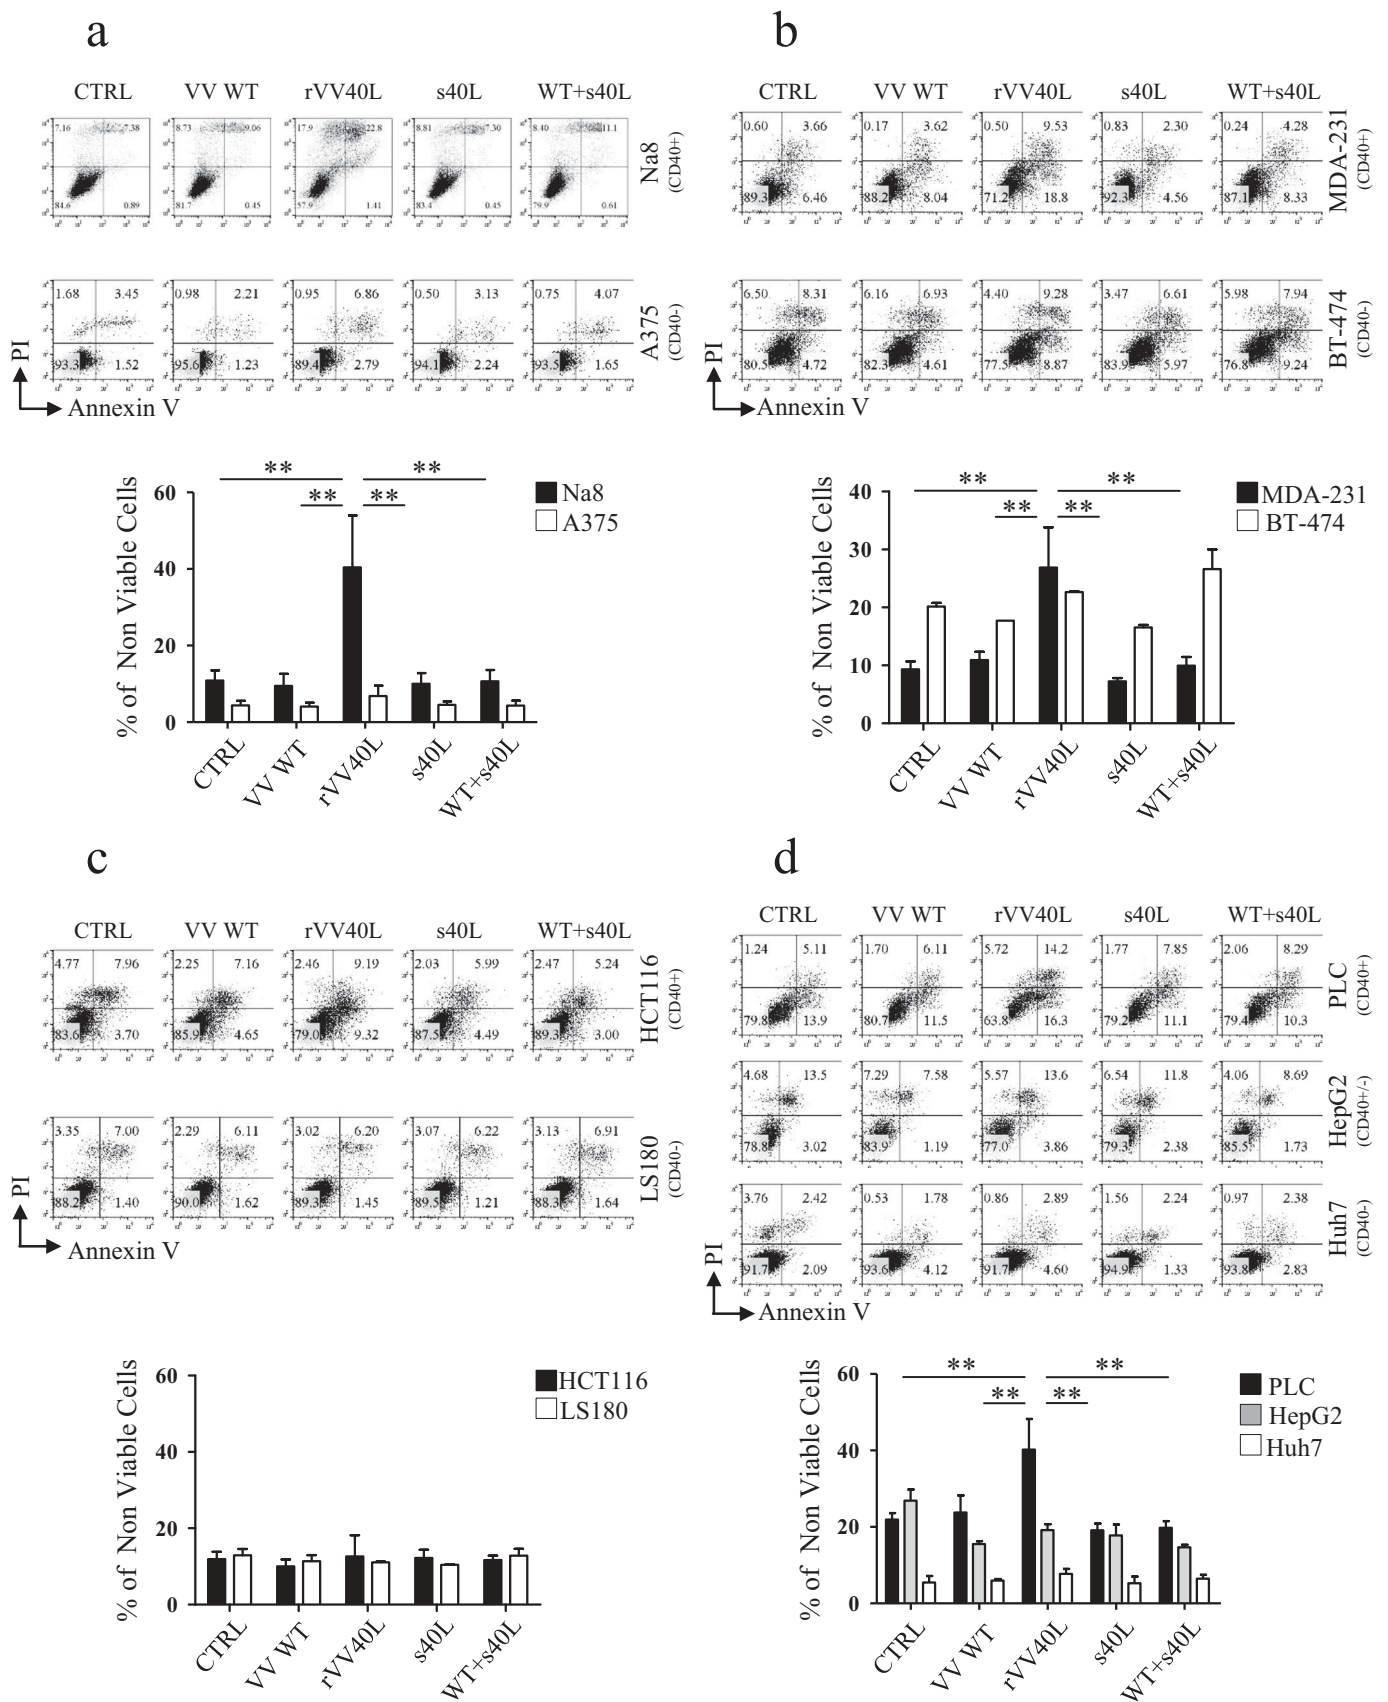 a
CTRL VV WT rVV40L s40L WT+s40L
7.16 7.38 8.73 9.06 17.9 22.8 8.81 7.30 8.40 11.1
Na8 (CD40+)
84.6 0.89 81.7 0.45 57.9 1.41 83.4 0.45 79.9 0.61
1.68 3.45 0.98 2.21 0.95 6.86 0.50 3.13 0.75 4.07
A375 (CD40-)
93.3 1.52 95.6 1.23 89.4 2.79 94.1 2.24 93.5 1.65
PI
Annexin V
** **
** **
% of Non Viable Cells
60
40
20
0
Na8
A375
CTRL VV WT rVV40L s40L WT+s40L
b
CTRL VV WT rVV40L s40L WT+s40L
0.60 3.66 0.17 3.62 0.50 9.53 0.83 2.30 0.24 4.28
MDA-231 (CD40+)
89.3 6.46 88.2 8.04 71.2 18.8 92.3 4.56 87.1 8.33
6.50 8.31 6.16 6.93 4.40 9.28 3.47 6.61 5.98 7.94
BT-474 (CD40-)
80.5 4.72 82.3 4.61 77.5 8.87 83.9 5.97 76.8 9.24
PI
Annexin V
** **
** **
% of Non Viable Cells
40
30
20
10
0
MDA-231
BT-474
CTRL VV WT rVV40L s40L WT+s40L
c
CTRL VV WT rVV40L s40L WT+s40L
4.77 7.96 2.25 7.16 2.46 9.19 2.03 5.99 2.47 5.24
HCT116 (CD40+)
83.6 3.70 85.9 4.65 79.0 9.32 87.5 4.49 89.3 3.00
3.35 7.00 2.29 6.11 3.02 6.20 3.07 6.22 3.13 6.91
LS180 (CD40-)
88.2 1.40 90.0 1.62 89.3 1.45 89.5 1.21 88.3 1.64
PI
Annexin V
% of Non Viable Cells
60
40
20
0
HCT116
LS180
CTRL VV WT rVV40L s40L WT+s40L
d
CTRL VV WT rVV40L s40L WT+s40L
1.24 5.11 1.70 6.11 5.72 14.2 1.77 7.85 2.06 8.29
PLC (CD40+)
79.8 13.9 80.7 11.5 63.8 16.3 79.2 11.1 79.4 10.3
4.68 13.5 7.29 7.58 5.57 13.6 6.54 11.8 4.06 8.69
HepG2 (CD40+/-)
78.8 3.02 83.9 1.19 77.0 3.86 79.3 2.38 85.5 1.73
3.76 2.42 0.53 1.78 0.86 2.89 1.56 2.24 0.97 2.38
Huh7 (CD40-)
91.7 2.09 93.6 4.12 91.7 4.60 94.9 1.33 93.8 2.83
PI
Annexin V
** **
** **
% of Non Viable Cells
60
40
20
0
PLC
HepG2
Huh7
CTRL VV WT rVV40L s40L WT+s40L